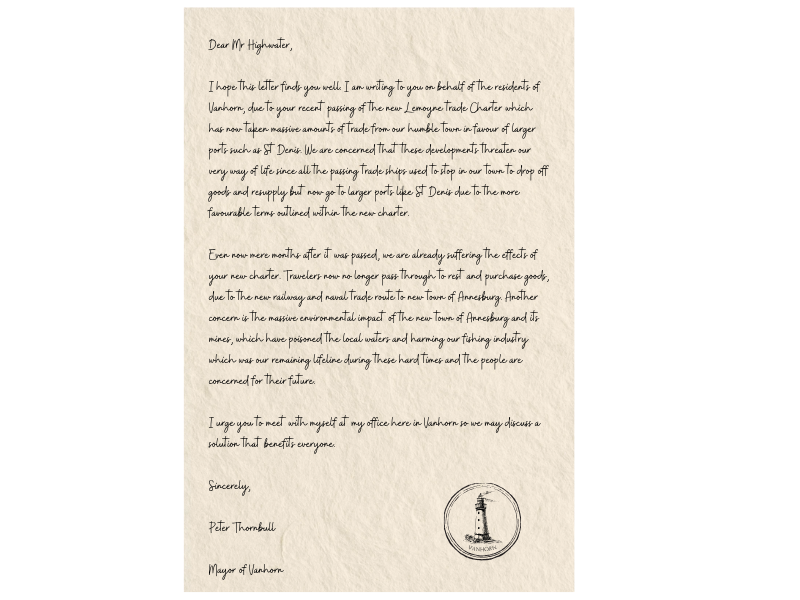 Dear Mr Highwater,
I hope this letter finds you well. I am writing to you on behalf of the residents of
Vanhorn, due to your recent passing of the new Lemoyne Trade Charter which
has now taken massive amounts of trade from our humble town in favour of larger
ports such as St Denis. We are concerned that these developments threaten our
very way of life since all the passing trade ships used to stop in our town to drop off
goods and resupply but now go to larger ports like St Denis due to the more
favourable terms outlined within the new charter.
Even now mere months after it was passed, we are already suffering the effects of
your new charter. Travelers now no longer pass through to rest and purchase goods,
due to the new railway and naval trade route to new town of Annesburg. Another
concern is the massive environmental impact of the new town of Annesburg and its
mines, which have poisoned the local waters and harming our fishing industry
which was our remaining lifeline during these hard times and the people are
concerned for their future.
I urge you to meet with myself at my office here in Vanhorn so we may discuss a
solution that benefits everyone.
Sincerely,
Peter Thornbull
Mayor of Vanhorn
VANHORN